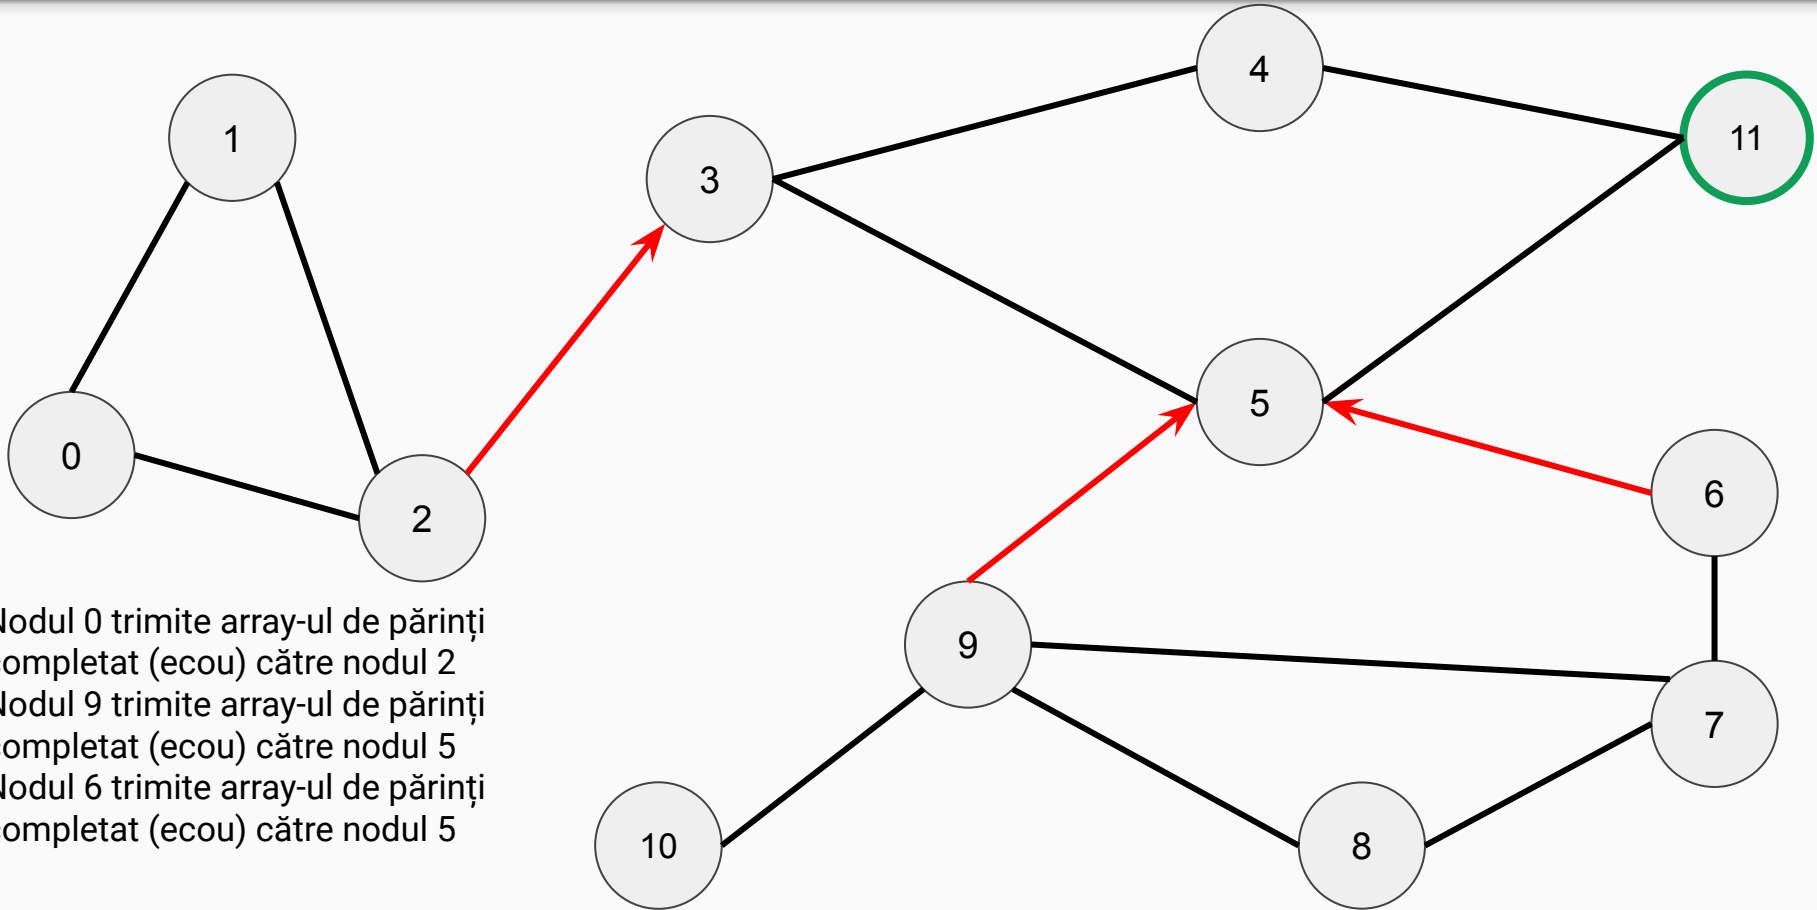 4
1
11
3
5
0
6
2
Nodul 0 trimite array-ul de părinți
completat (ecou) către nodul 2
9
Nodul 9 trimite array-ul de părinți
7
completat (ecou) către nodul 5
Nodul 6 trimite array-ul de părinți
completat (ecou) către nodul 5
10
8